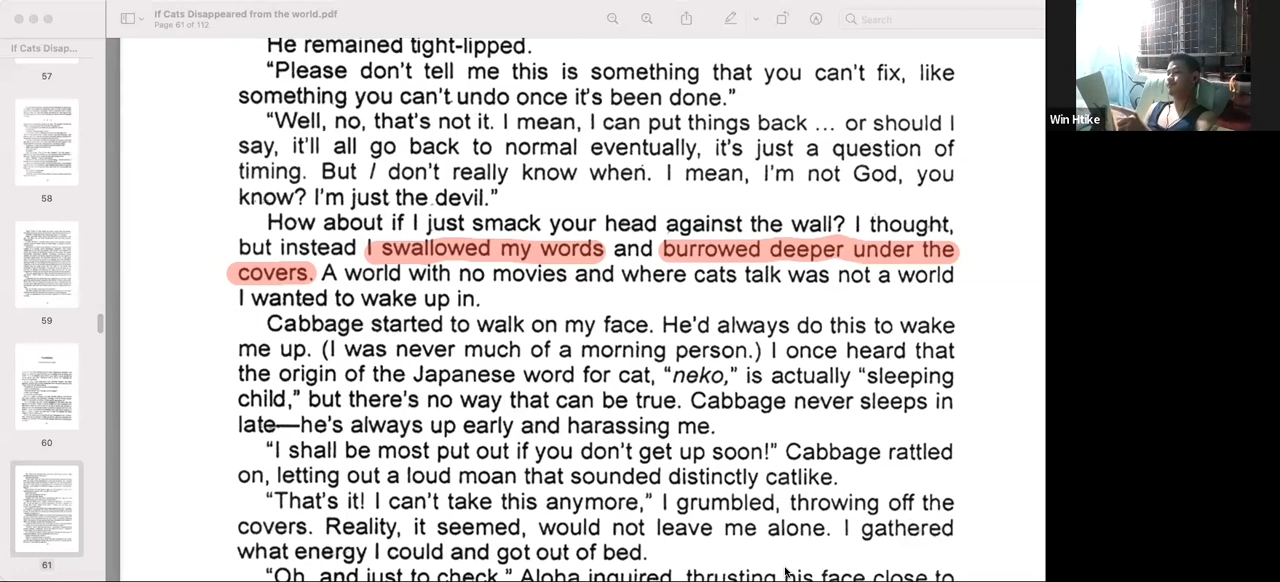 If Cats Disappeared from the world.pdf
Page 61 of 112
Search
If Cats Disap...
57
58
59
60
61
He remained tight-lipped.
“Please don’t tell me this is something that you can’t fix, like
something you can’t undo once it’s been done.”
“Well, no, that’s not it. I mean, I can put things back ... or should I
say, it’ll all go back to normal eventually, it’s just a question of
timing. But I don’t really know when. I mean, I’m not God, you
know? I’m just the devil.”
How about if I just smack your head against the wall? I thought,
but instead I swallowed my words and burrowed deeper under the
covers. A world with no movies and where cats talk was not a world
I wanted to wake up in.
Cabbage started to walk on my face. He’d always do this to wake
me up. (I was never much of a morning person.) I once heard that
the origin of the Japanese word for cat, “neko,” is actually “sleeping
child,” but there’s no way that can be true. Cabbage never sleeps in
late—he’s always up early and harassing me.
“I shall be most put out if you don’t get up soon!” Cabbage rattled
on, letting out a loud moan that sounded distinctly catlike.
“That’s it! I can’t take this anymore,” I grumbled, throwing off the
covers. Reality, it seemed, would not leave me alone. I gathered
what energy I could and got out of bed.
“Oh, and just to check,” Aloha inquired, thrusting his face close to
Win Htike